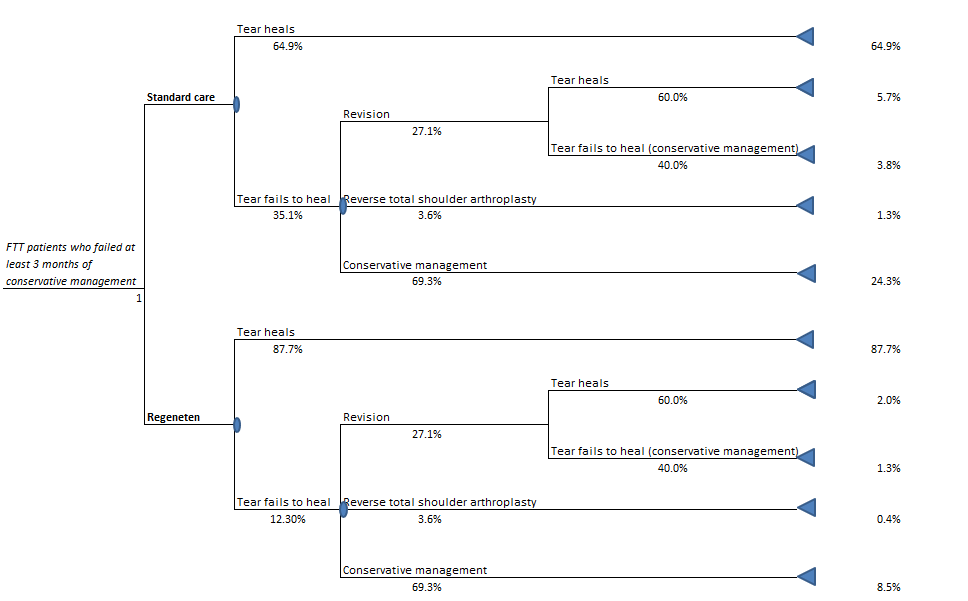 Tear heals
64.9%
64.9%
Tear heals
60.0%
5.7%
Standard care
Revision
27.1%
Tear fails to heal (conservative management)
40.0%
3.8%
Tear fails to heal
35.1%
Reverse total shoulder arthroplasty
3.6%
1.3%
FTT patients who failed at
least 3 months of
conservative management
1
Conservative management
69.3%
24.3%
Tear heals
87.7%
87.7%
Tear heals
60.0%
2.0%
Regeneten
Revision
27.1%
Tear fails to heal (conservative management)
40.0%
1.3%
Tear fails to heal
12.30%
Reverse total shoulder arthroplasty
3.6%
0.4%
Conservative management
69.3%
8.5%